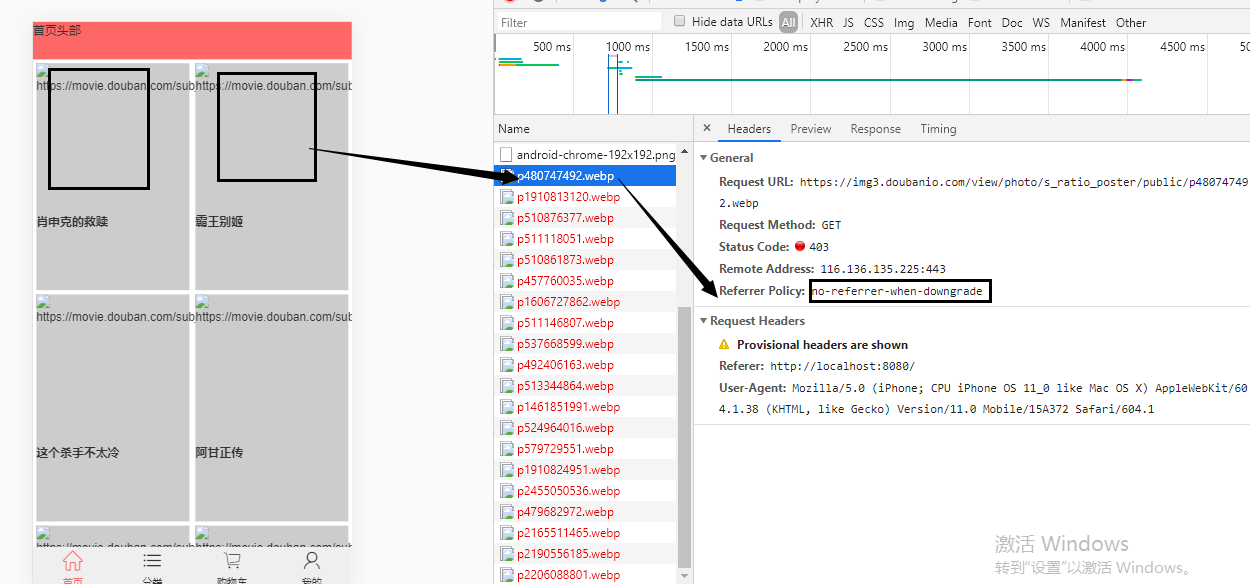 首页头部
https://movie.douban.com/sub
https://movie.douban.com/sub
肖申克的救赎
霸王别姬
https://movie.douban.com/sub
https://movie.douban.com/sub
这个杀手不太冷
阿甘正传
https://movie.douban.com/sub
https://movie.douban.com/sub
首页
分类
购物车
我的
Filter
Hide data URLs
All
XHR
JS
CSS
Img
Media
Font
Doc
WS
Manifest
Other
500 ms
1000 ms
1500 ms
2000 ms
2500 ms
3000 ms
3500 ms
4000 ms
4500 ms
Name
android-chrome-192x192.png
p480747492.webp
p1910813120.webp
p510876377.webp
p511118051.webp
p510861873.webp
p457760035.webp
p1606727862.webp
p511146807.webp
p537668599.webp
p492406163.webp
p513344864.webp
p1461851991.webp
p524964016.webp
p579729551.webp
p1910824951.webp
p2455050536.webp
p479682972.webp
p2165511465.webp
p2190556185.webp
p2206088801.webp
× Headers Preview Response Timing
General
Request URL: https://img3.doubanio.com/view/photo/s_ratio_poster/public/p48074749
2.webp
Request Method: GET
Status Code: 403
Remote Address: 116.136.135.225:443
Referrer Policy: no-referrer-when-downgrade
Request Headers
Provisional headers are shown
Referer: http://localhost:8080/
User-Agent: Mozilla/5.0 (iPhone; CPU iPhone OS 11_0 like Mac OS X) AppleWebKit/60
4.1.38 (KHTML, like Gecko) Version/11.0 Mobile/15A372 Safari/604.1
激活 Windows
转到"设置"以激活 Windows。